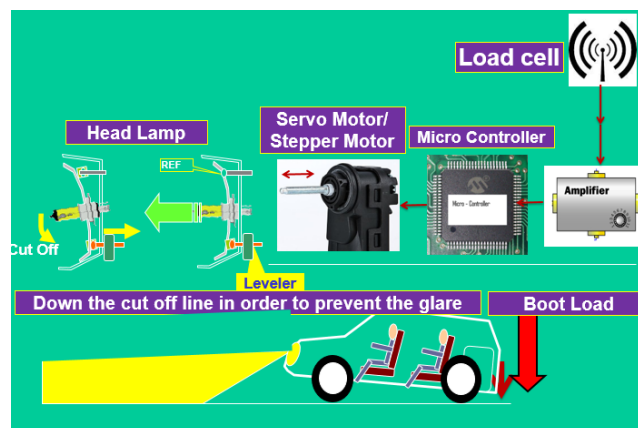 Load cell
Servo Motor/
Stepper Motor
Micro Controller
Head Lamp
REF
Amplifier
Micro - Controller
Cut Off
Leveler
Down the cut off line in order to prevent the glare
Boot Load